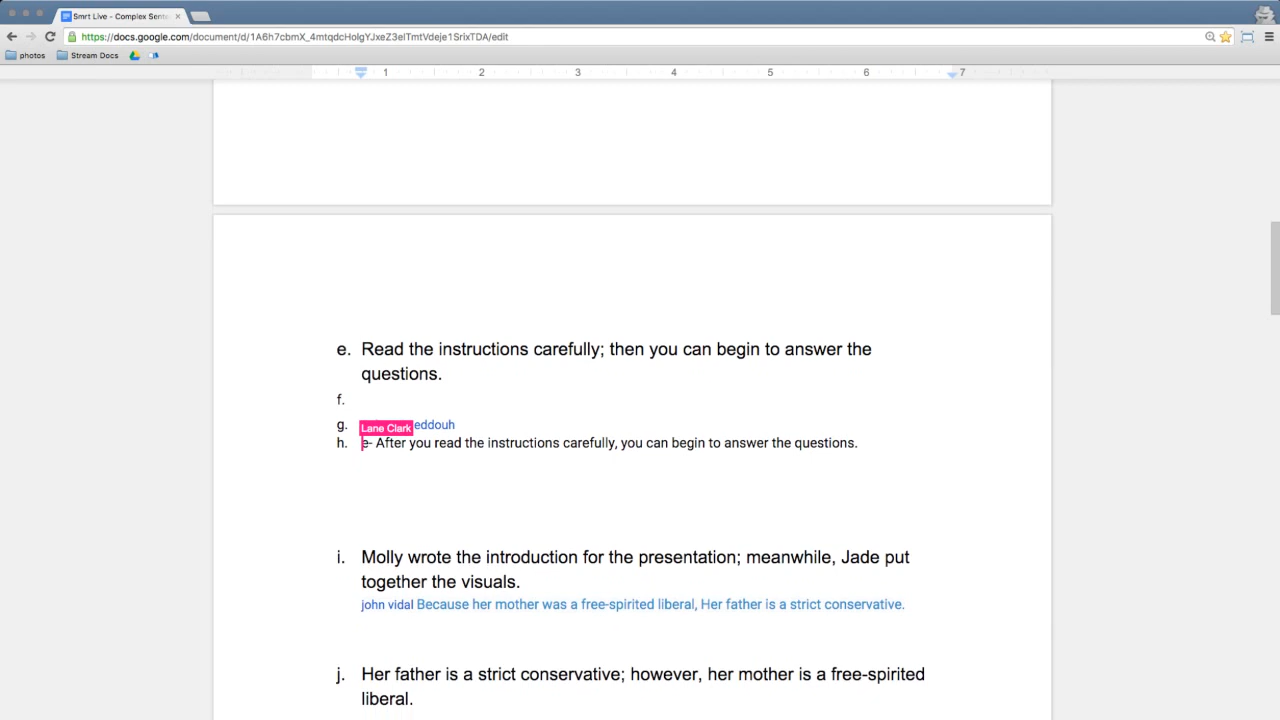 Smrt Live - Complex Sente
https://docs.google.com/document/d/1A6h7cbmX_4mtqdcHolgYJxeZ3elTmtVdeje1SrixTDA/edit
photos Stream Docs
1 2 3 4 5 6 7
e. Read the instructions carefully; then you can begin to answer the
questions.
f.
g. eddouh
Lane Clark
h. e- After you read the instructions carefully, you can begin to answer the questions.
i. Molly wrote the introduction for the presentation; meanwhile, Jade put
together the visuals.
john vidal Because her mother was a free-spirited liberal, Her father is a strict conservative.
j. Her father is a strict conservative; however, her mother is a free-spirited
liberal.